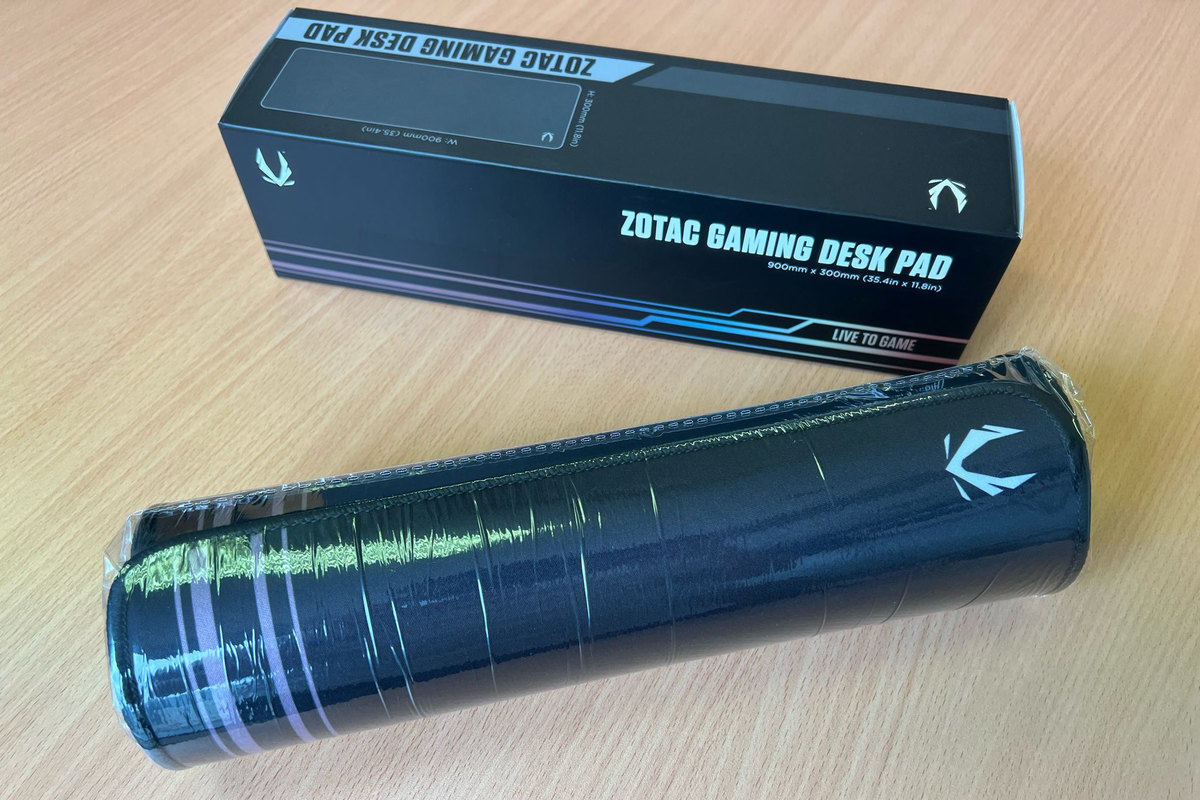 ZOTAC GAMING DESK PAD
H: 300mm (11.8in)
W: 900mm (35.4in)
ZOTAC GAMING DESK PAD
900mm x 300mm (35.4in x 11.8in)
LIVE TO GAME